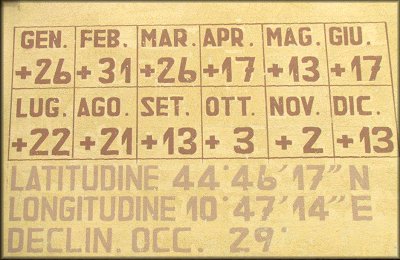 GEN. FEB. MAR. APR. MAG. GIU.
+26 +31 +26 +17 +13 +17
LUG. AGO. SET. OTT. NOV. DIC.
+22 +21 +13 + 3 + 2 +13
LATITUDINE 44°46'17" N
LONGITUDINE 10°47'14" E
DECLIN. OCC. 29°